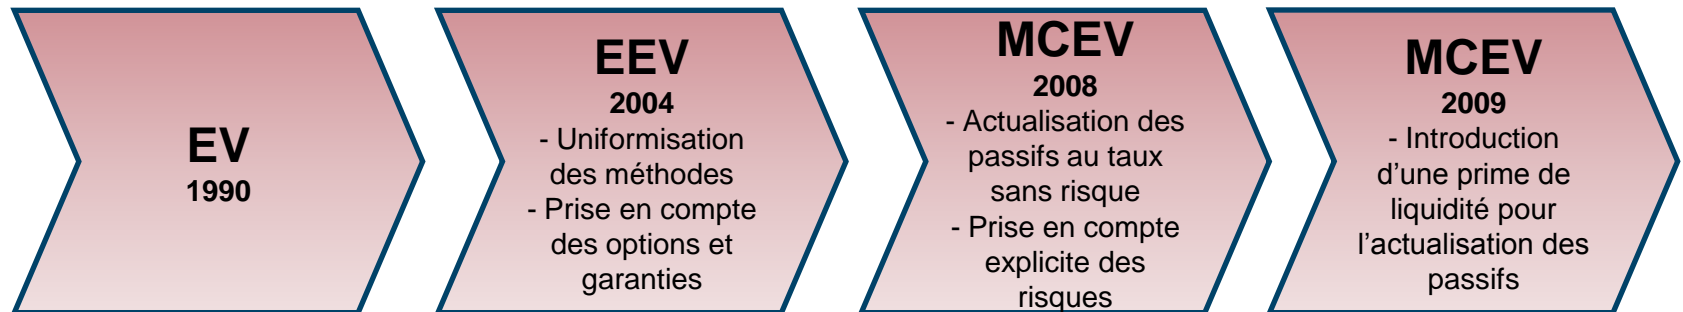 EV
1990
EEV
2004
- Uniformisation
des méthodes
- Prise en compte
des options et
garanties
MCEV
2008
- Actualisation des
passifs au taux
sans risque
- Prise en compte
explicite des
risques
MCEV
2009
- Introduction
d’une prime de
liquidité pour
l’actualisation des
passifs